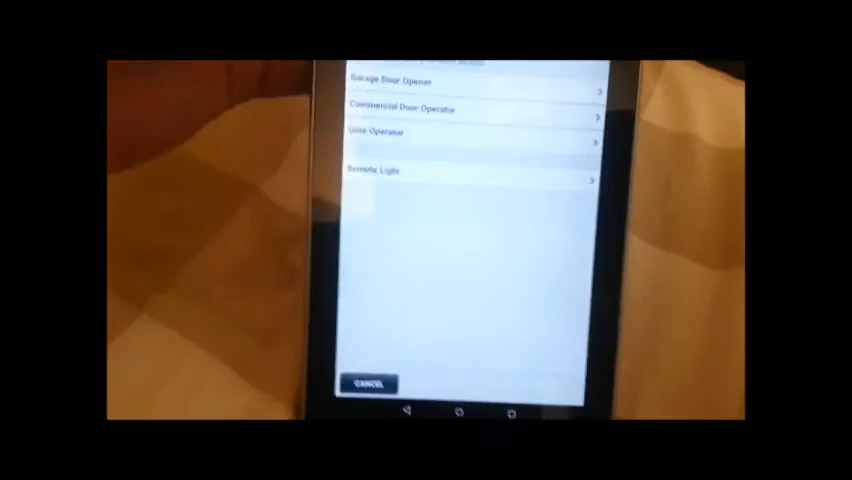 Garage Door Opener
Commercial Door Operator
Gate Operator
Remote Light
CANCEL